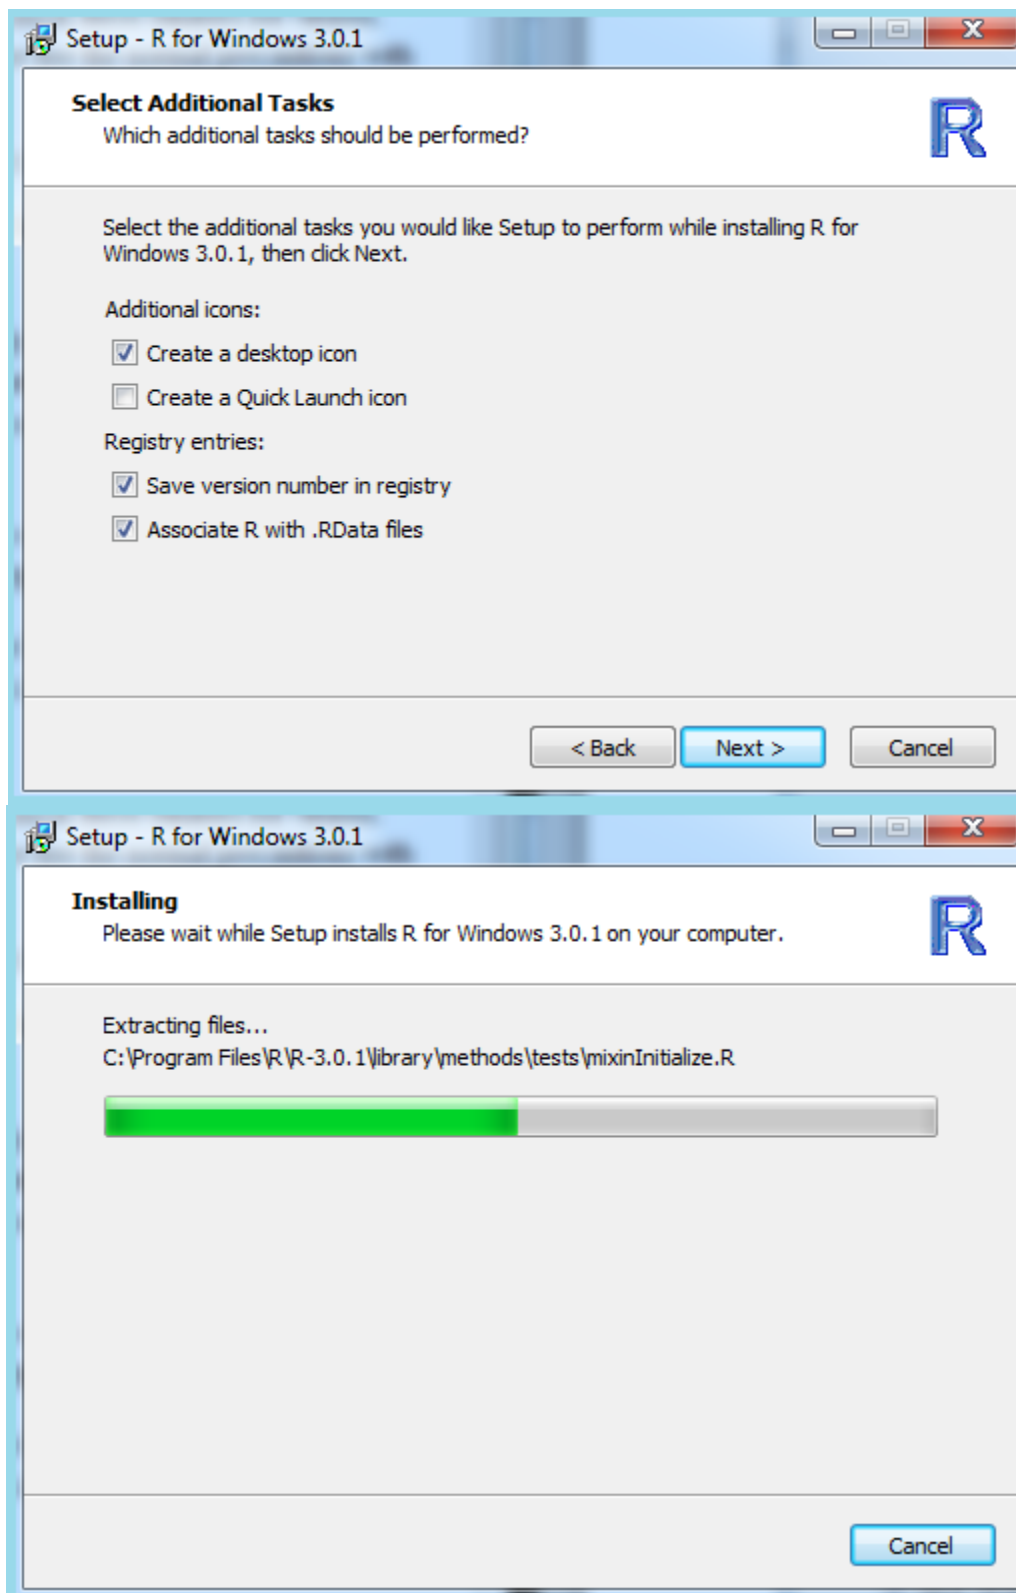 Setup - R for Windows 3.0.1
Select Additional Tasks
Which additional tasks should be performed?
R
Select the additional tasks you would like Setup to perform while installing R for
Windows 3.0.1, then click Next.
Additional icons:
Create a desktop icon
Create a Quick Launch icon
Registry entries:
Save version number in registry
Associate R with .RData files
< Back Next > Cancel
Setup - R for Windows 3.0.1
Installing
Please wait while Setup installs R for Windows 3.0.1 on your computer.
R
Extracting files...
C:\Program Files\R\R-3.0.1\library\methods\tests\mixinInitialize.R
Cancel